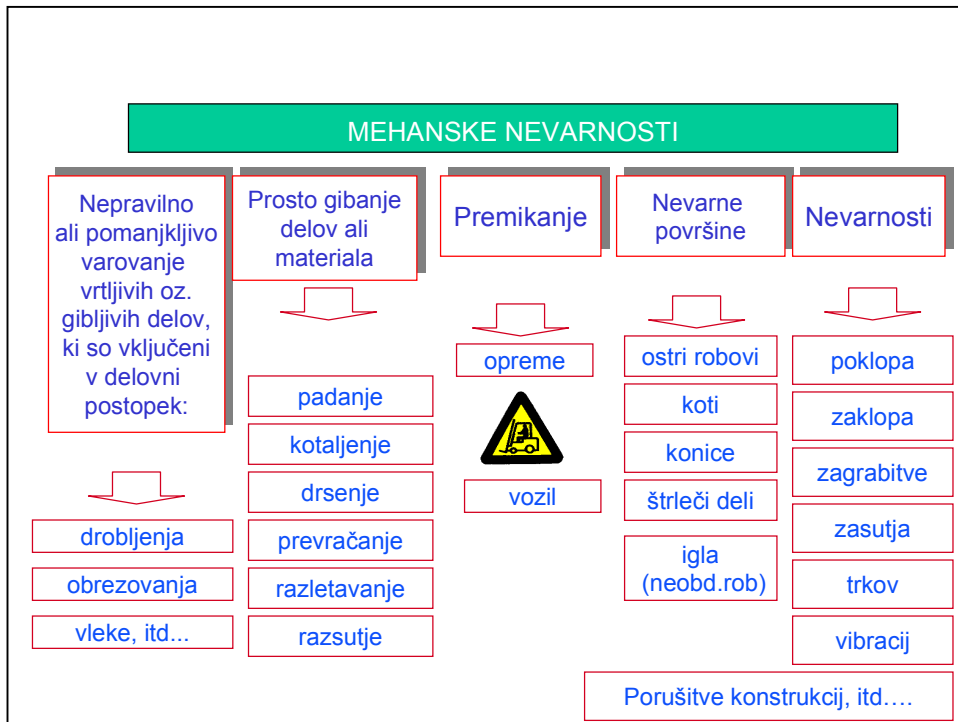 MEHANSKE NEVARNOSTI
Nepravilno
ali pomanjkljivo
varovanje
vrtljivih oz.
gibljivih delov,
ki so vključeni
v delovni
postopek:
drobljenja
obrezovanja
vleke, itd...
Prosto gibanje
delov ali
materiala
padanje
kotaljenje
drsenje
prevračanje
razletavanje
razsutje
Premikanje
opreme
vozil
Nevarne
površine
ostri robovi
koti
konice
štrleči deli
igla
(neobd.rob)
Nevarnosti
poklopa
zaklopa
zagrabitve
zasutja
trkov
vibracij
Porušitve konstrukcij, itd….